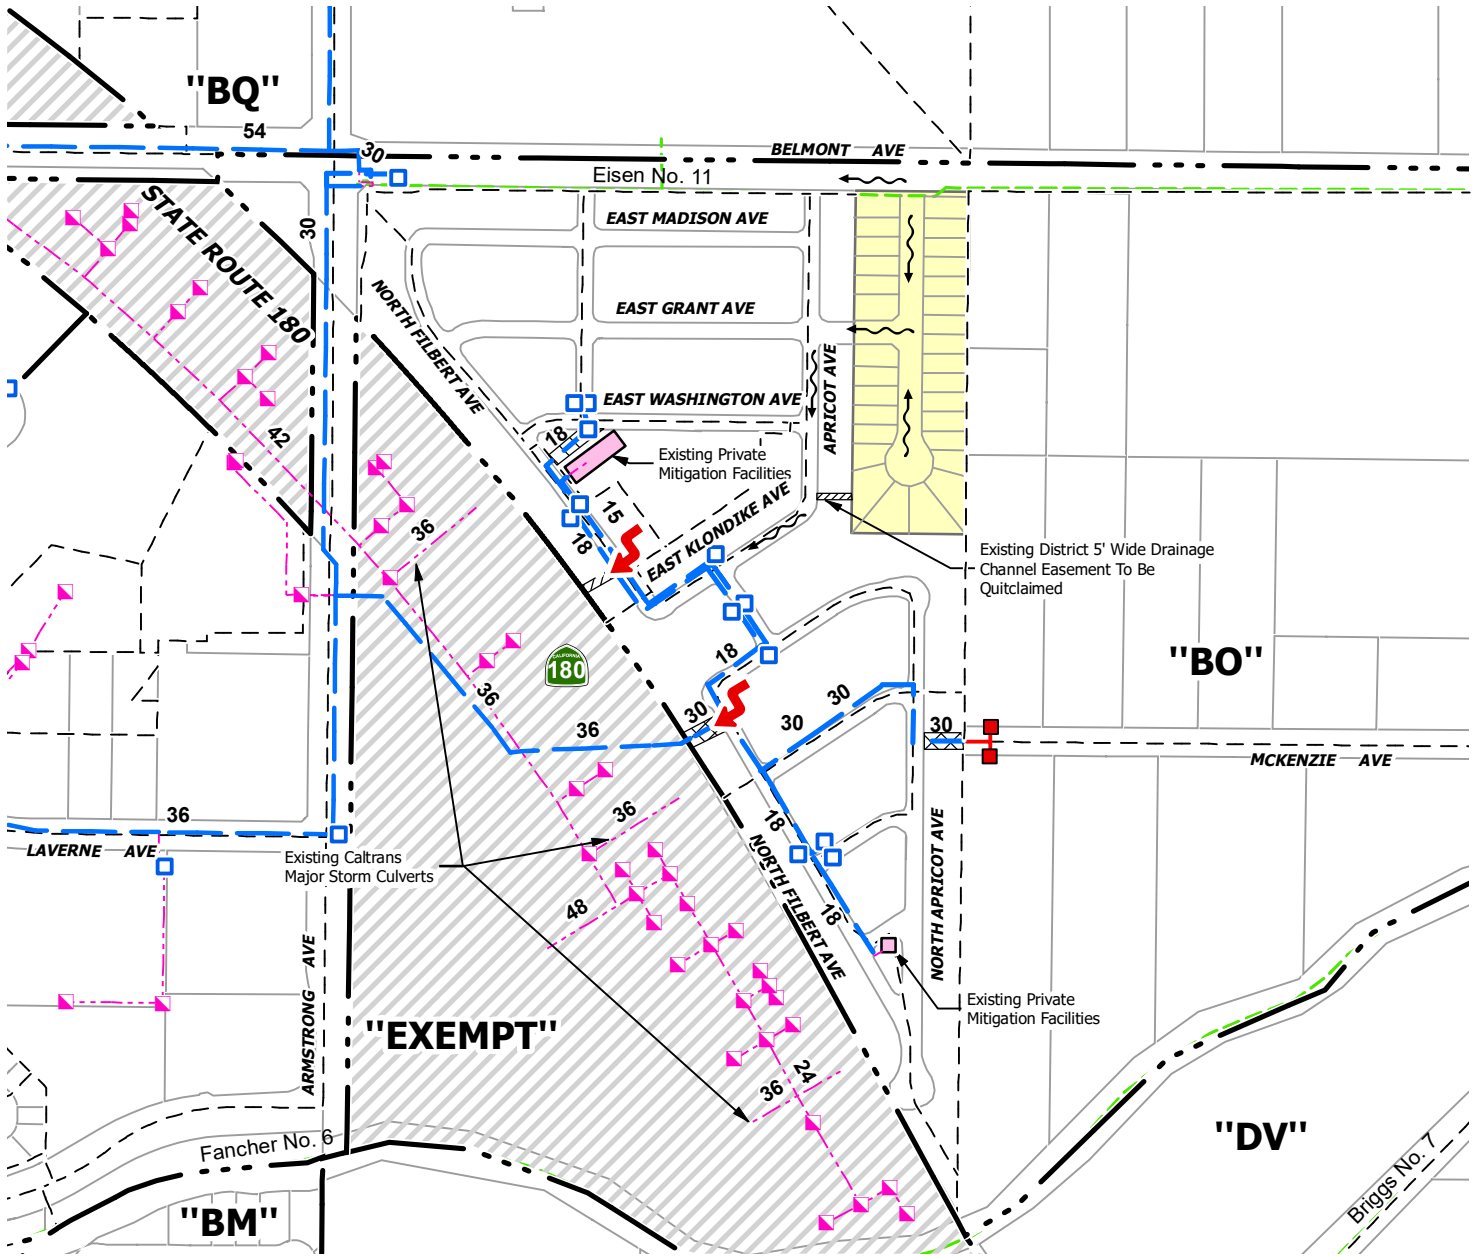 "BQ"
54
30
BELMONT AVE
Eisen No. 11
STATE ROUTE 180
30
EAST MADISON AVE
NORTH FILBERT AVE
EAST GRANT AVE
APRICOT AVE
EAST WASHINGTON AVE
42
18
Existing Private
Mitigation Facilities
15
18
36
EAST KLONDIKE AVE
Existing District 5' Wide Drainage
Channel Easement To Be
Quitclaimed
CALIFORNIA
180
18
"BO"
36
30
30
30
30
36
MCKENZIE AVE
36
36
18
LAVERNE AVE
Existing Caltrans
Major Storm Culverts
NORTH FILBERT AVE
NORTH APRICOT AVE
48
18
ARMSTRONG AVE
Existing Private
Mitigation Facilities
"EXEMPT"
24
36
Fancher No. 6
"DV"
Briggs No. 7
"BM"